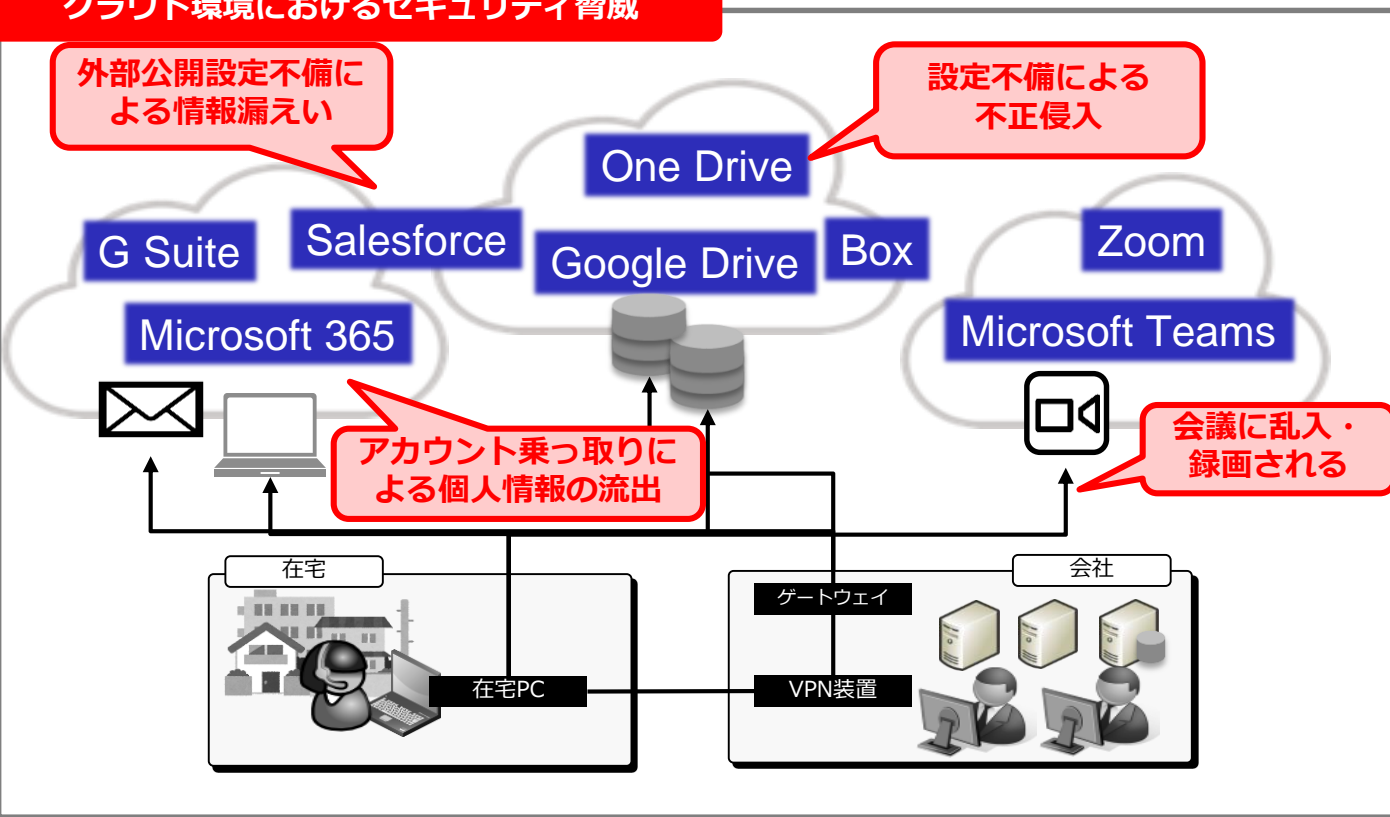 クラウド環境におけるセキュリティ脅威
外部公開設定不備に
よる情報漏えい
設定不備による
不正侵入
One Drive
G Suite
Salesforce
Google Drive
Box
Zoom
Microsoft 365
Microsoft Teams
アカウント乗っ取りに
よる個人情報の流出
会議に乱入・
録画される
在宅
会社
ゲートウェイ
在宅PC
VPN装置